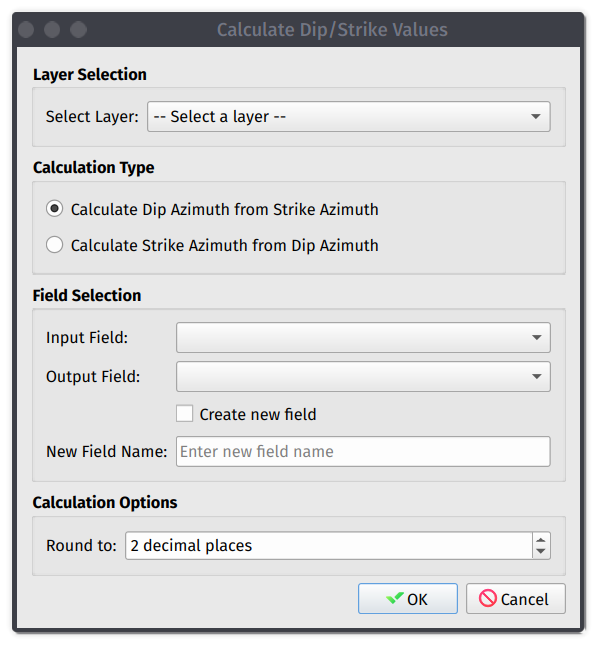 Calculate Dip/Strike Values
Layer Selection
Select Layer: -- Select a layer --
Calculation Type
Calculate Dip Azimuth from Strike Azimuth
Calculate Strike Azimuth from Dip Azimuth
Field Selection
Input Field:
Output Field:
Create new field
New Field Name: Enter new field name
Calculation Options
Round to: 2 decimal places
OK Cancel